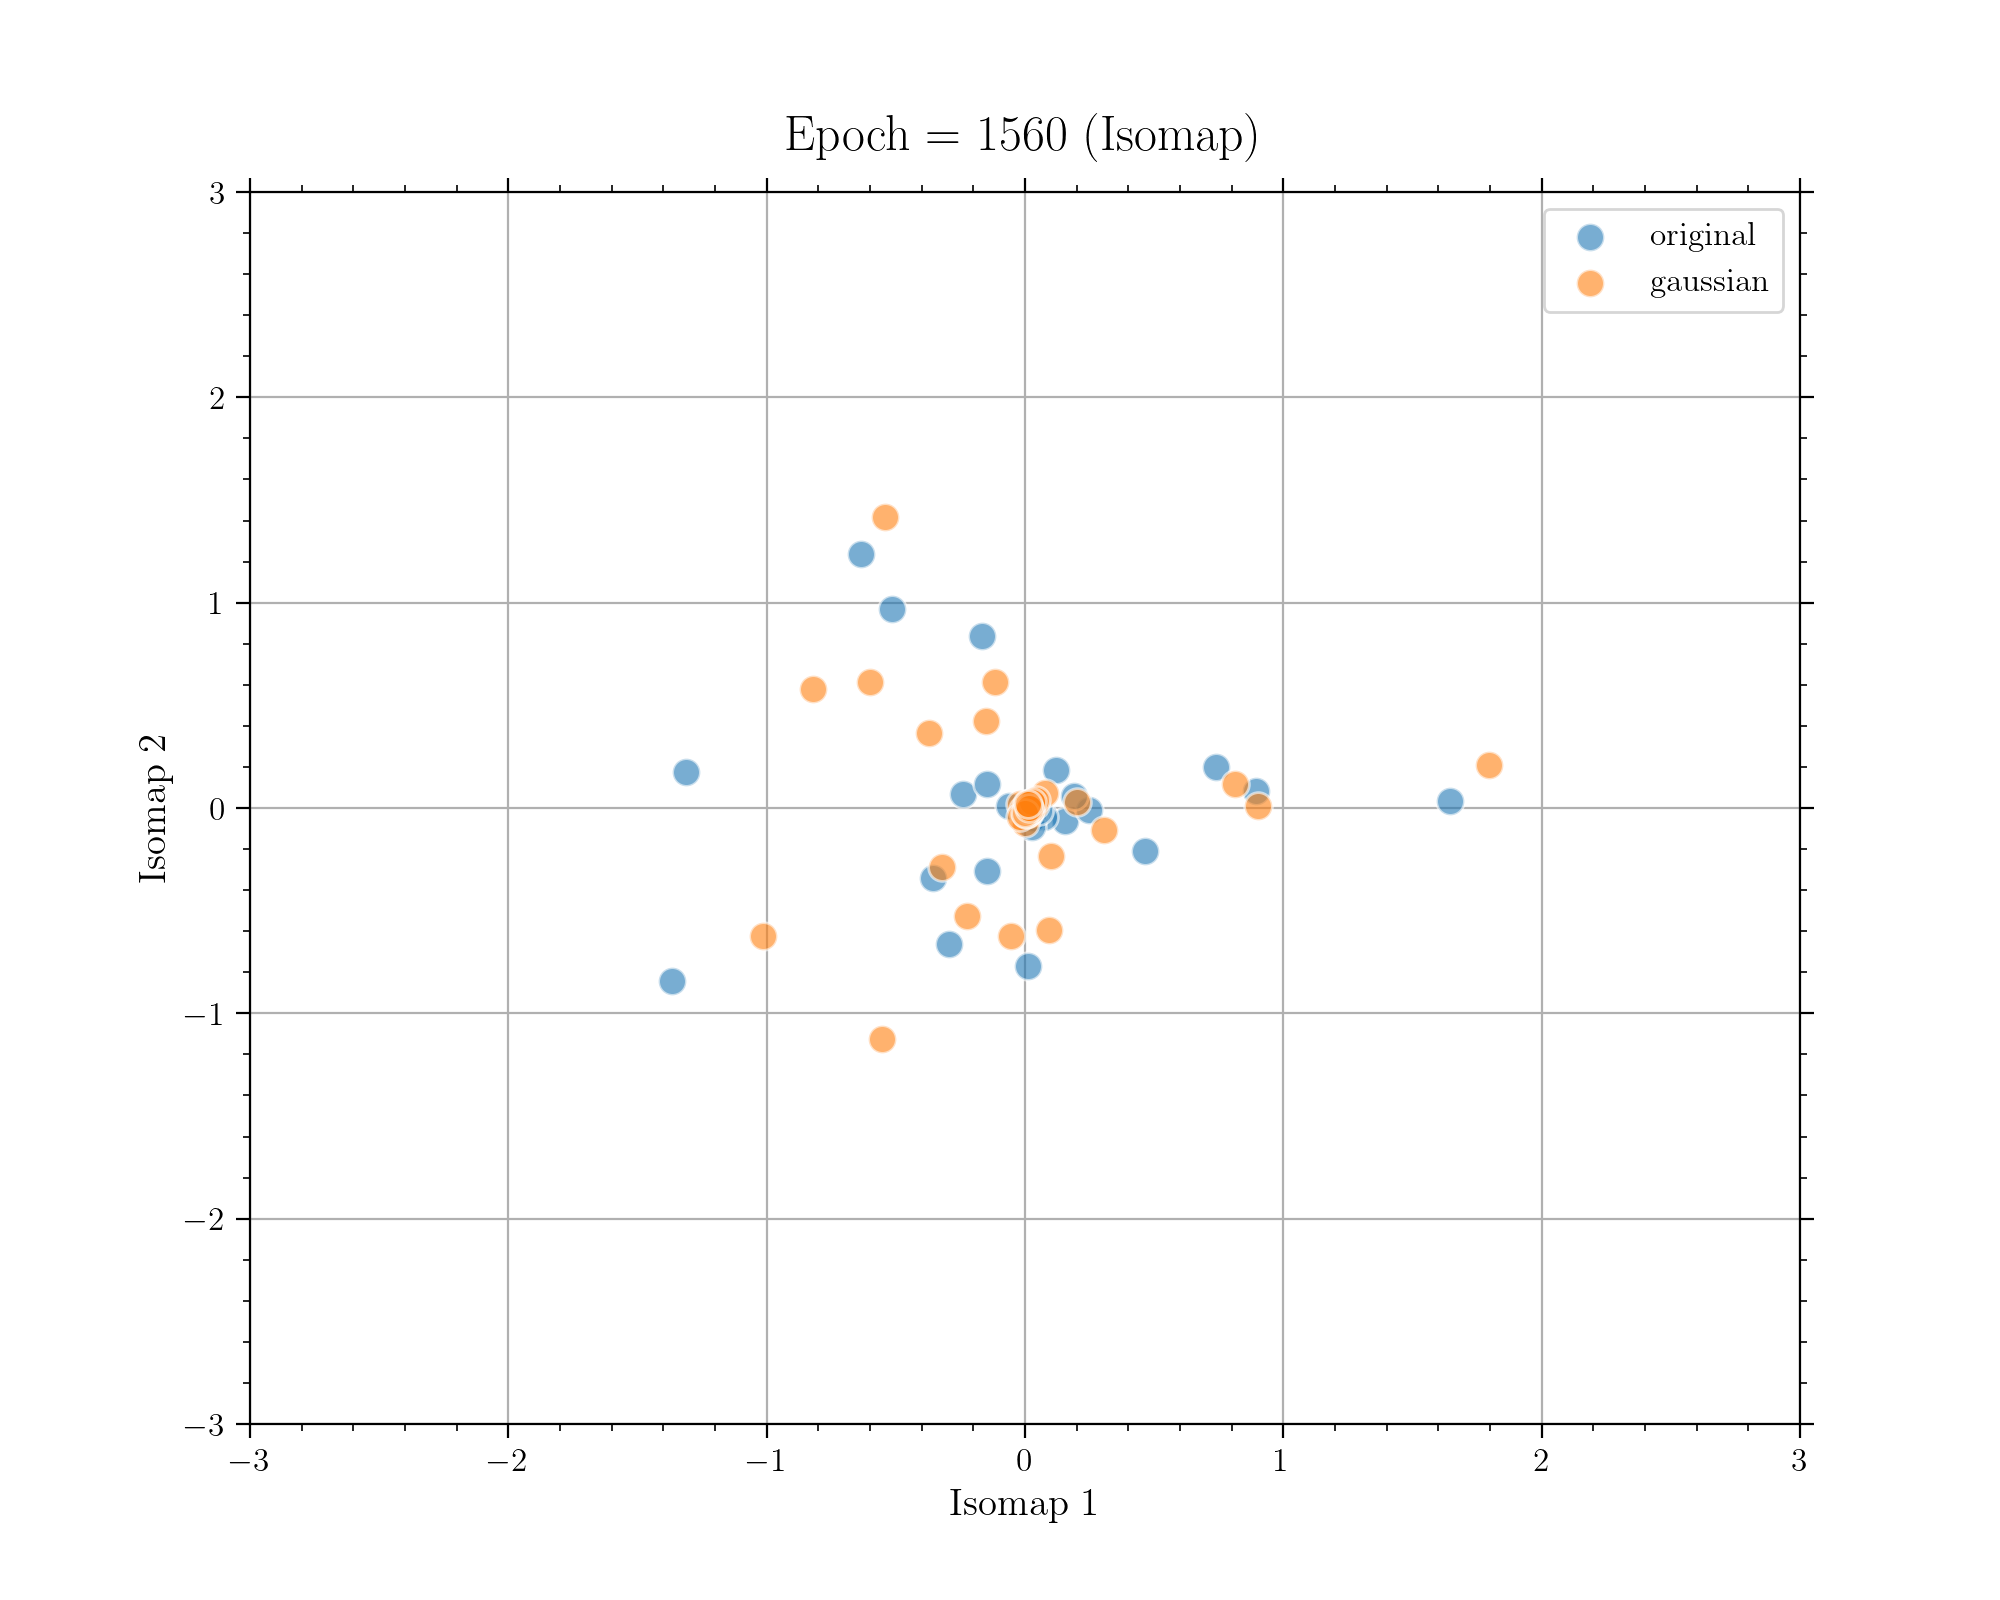 Epoch = 1560 (Isomap)
original
gaussian
3
2
1
0
−1
−2
−3
Isomap 2
−3
−2
−1
0
1
2
3
Isomap 1